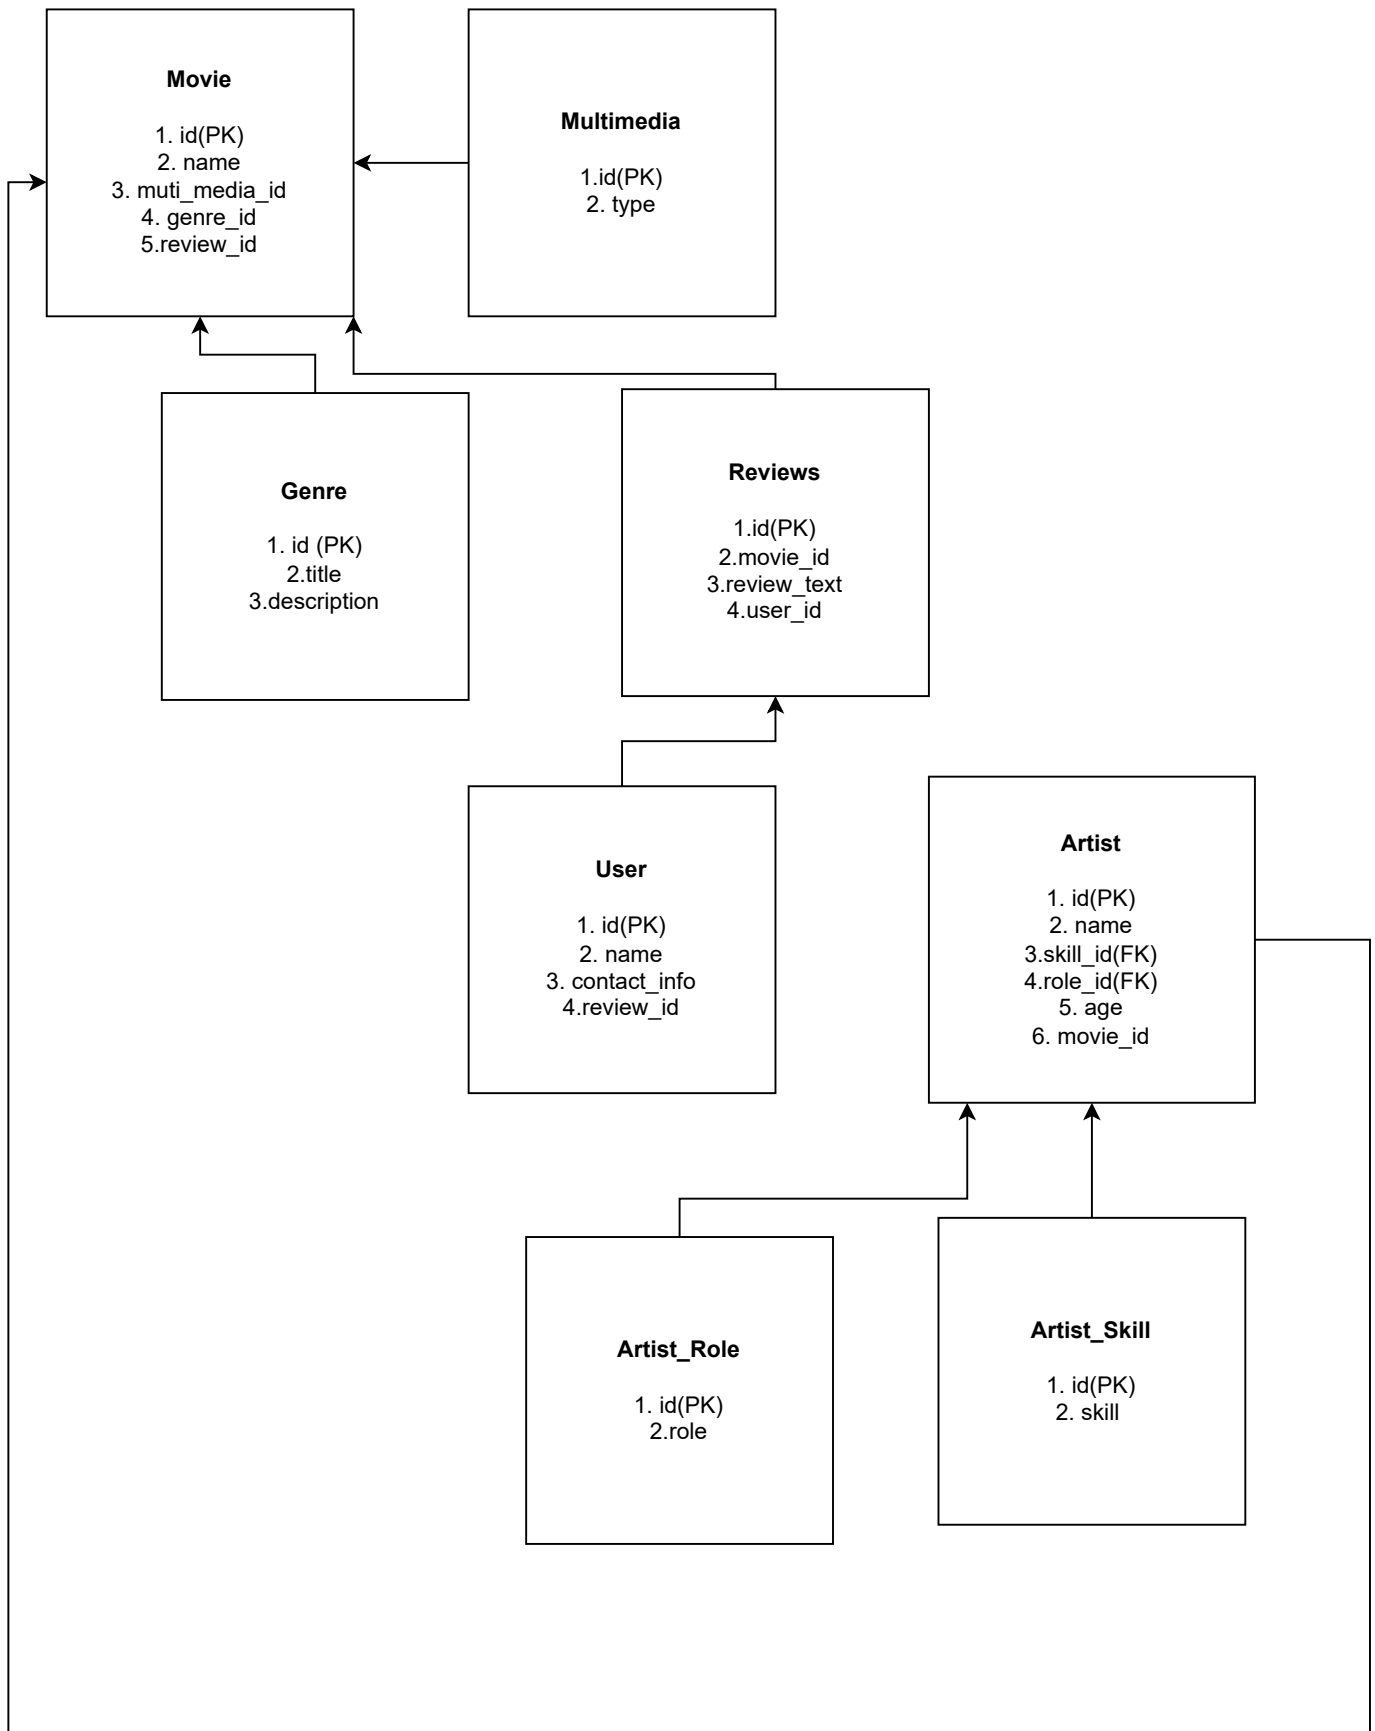 Movie
1. id(PK)
2. name
3. muti_media_id
4. genre_id
5.review_id
Multimedia
1.id(PK)
2. type
Genre
1. id (PK)
2.title
3.description
Reviews
1.id(PK)
2.movie_id
3.review_text
4.user_id
User
1. id(PK)
2. name
3. contact_info
4.review_id
Artist
1. id(PK)
2. name
3.skill_id(FK)
4.role_id(FK)
5. age
6. movie_id
Artist_Role
1. id(PK)
2.role
Artist_Skill
1. id(PK)
2. skill